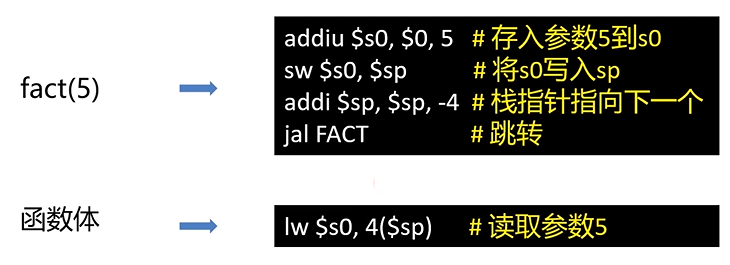 fact(5)
addiu $s0, $0, 5 # 存入参数5到s0
sw $s0, $sp # 将s0写入sp
addi $sp, $sp, -4 # 栈指针指向下一个
jal FACT # 跳转
函数体
lw $s0, 4($sp) # 读取参数5